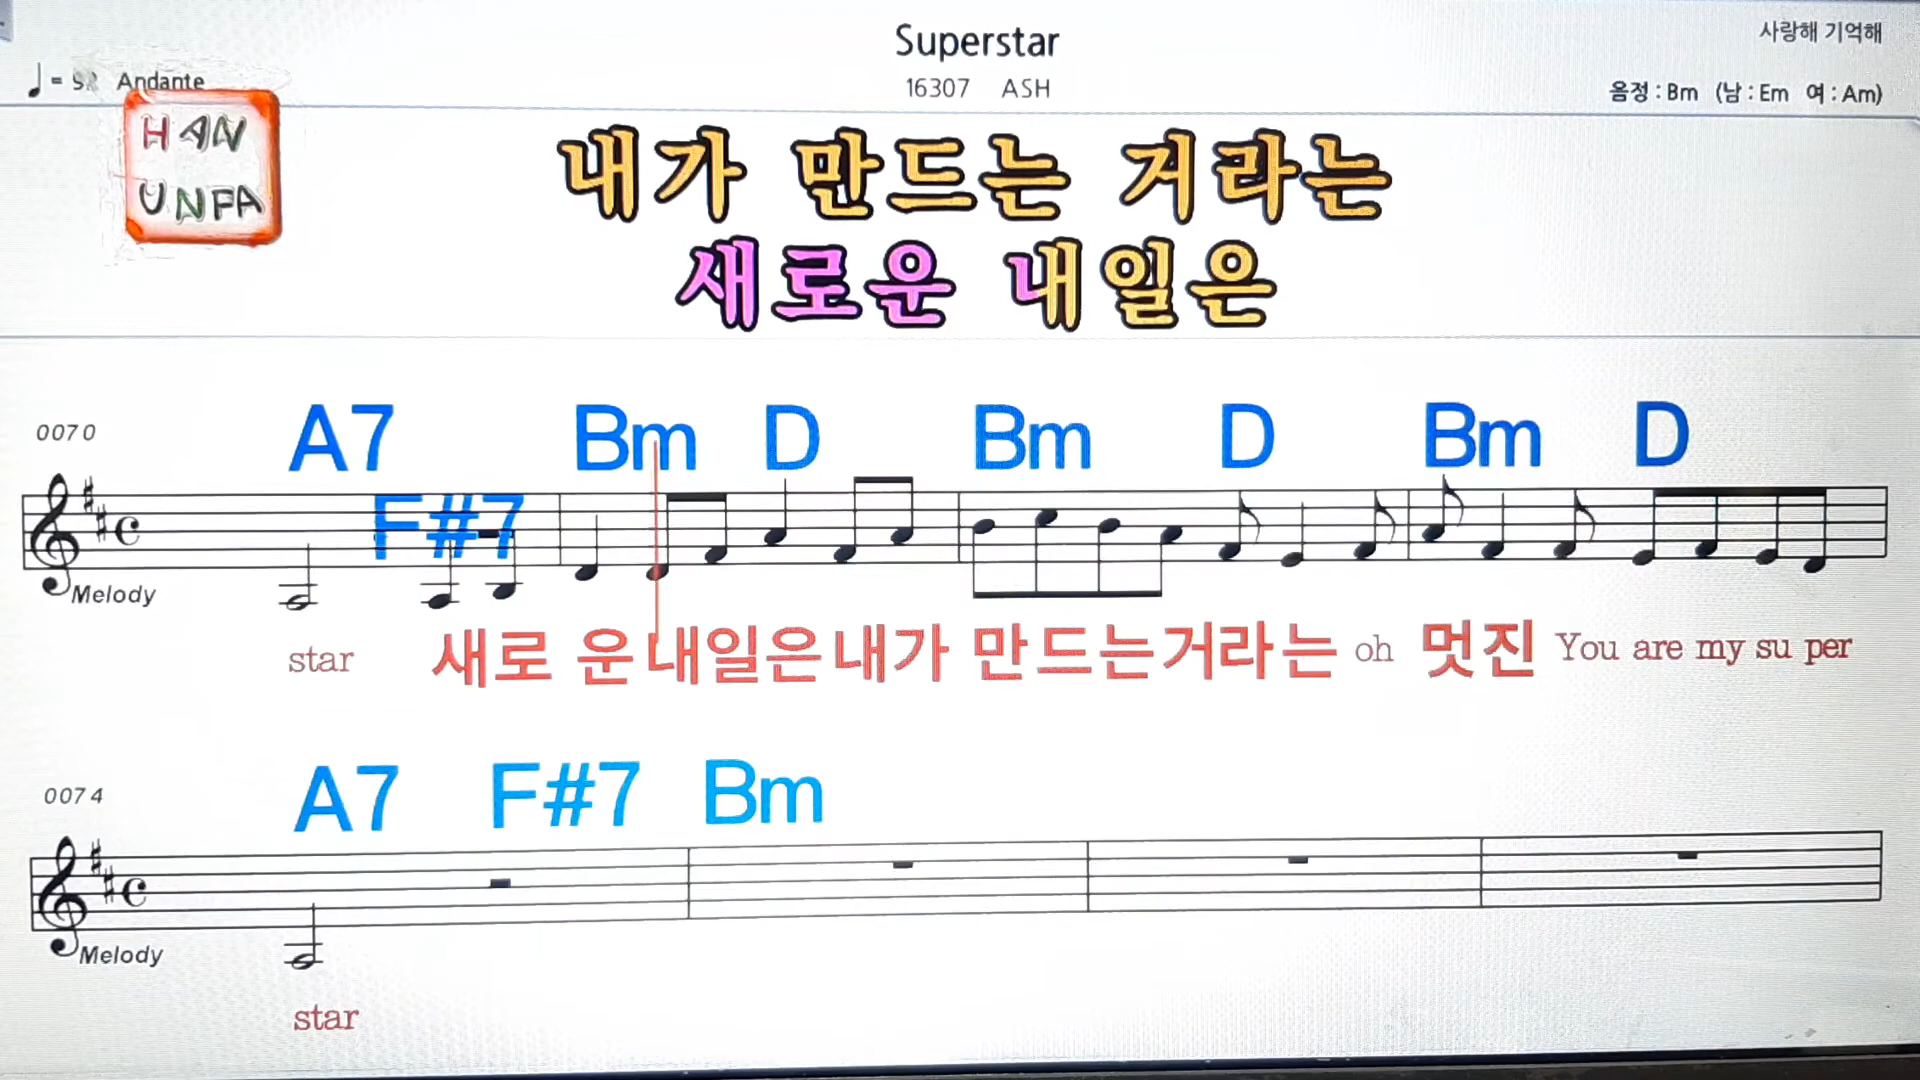 Superstar
사랑해 기억해
Andante
16307 ASH
음정 : Bm (남 : Em 여 : Am)
HAN
UNFA
내가 만드는 거라는
새로운 내일은
0070
A7 Bm D Bm D Bm D
F#7
Melody
star 새로 운내일은내가 만드는거라는 oh 멋진 You are my su per
0074
A7 F#7 Bm
Melody
star